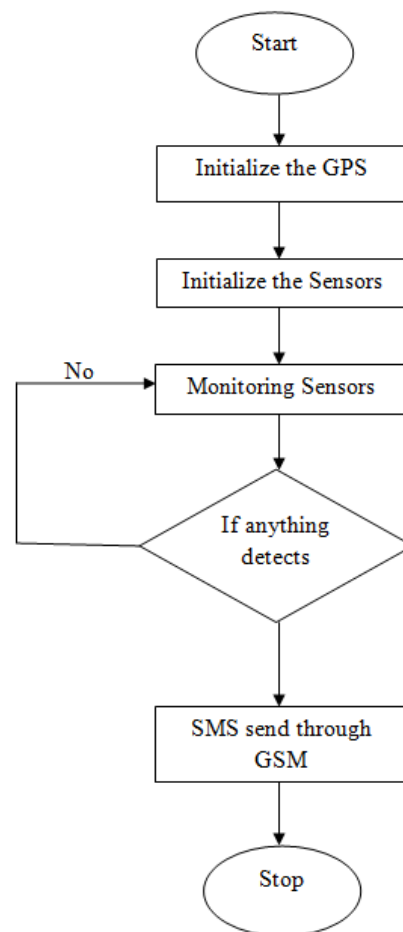 Start
Initialize the GPS
Initialize the Sensors
No
Monitoring Sensors
If anything
detects
SMS send through
GSM
Stop